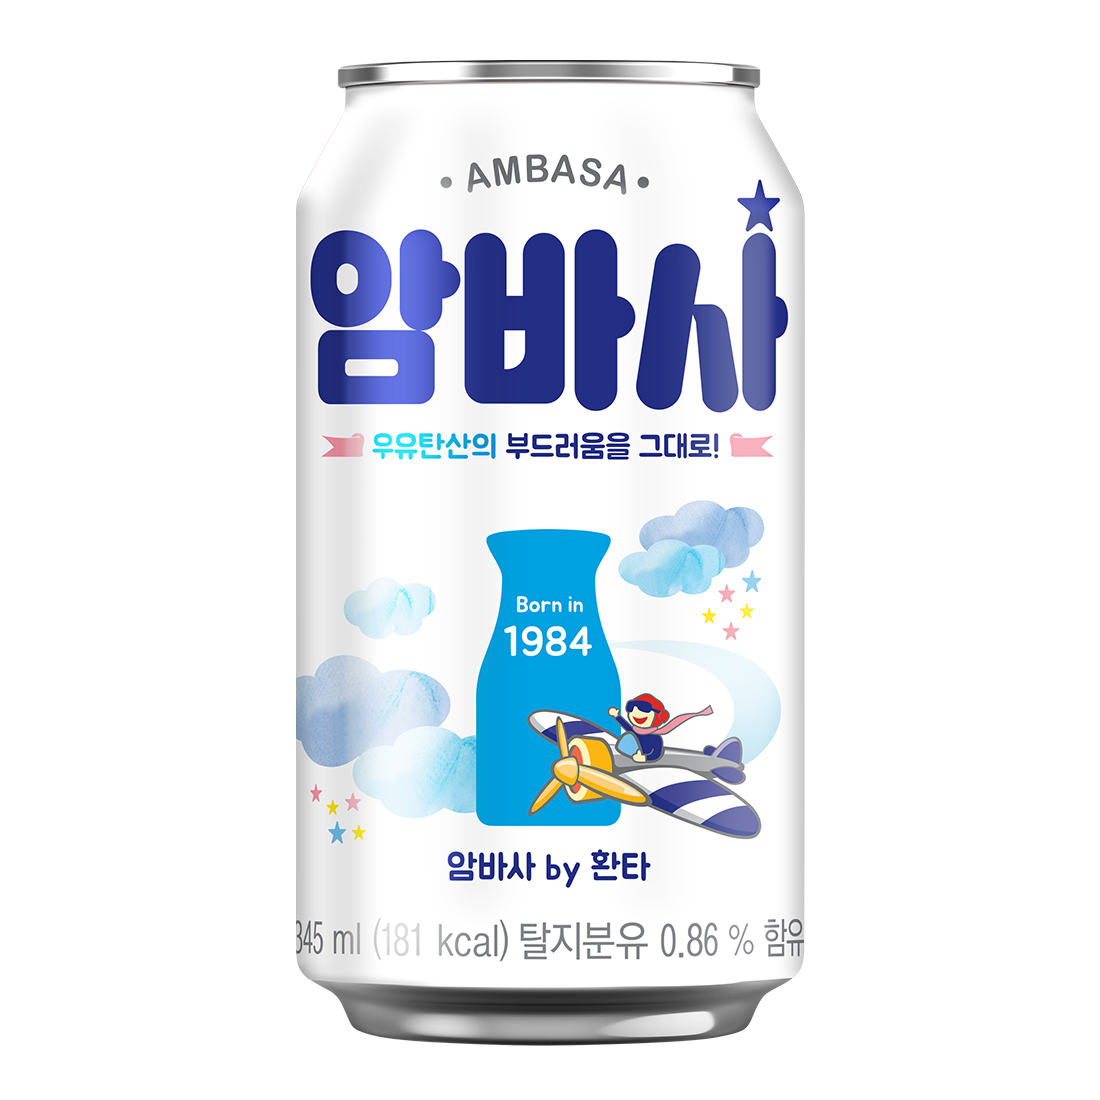 • AMBASA •
암바사
우유탄산의 부드러움을 그대로!
Born in
1984
암바사 by 환타
345 ml (181 kcal) 탈지분유 0.86 % 함유